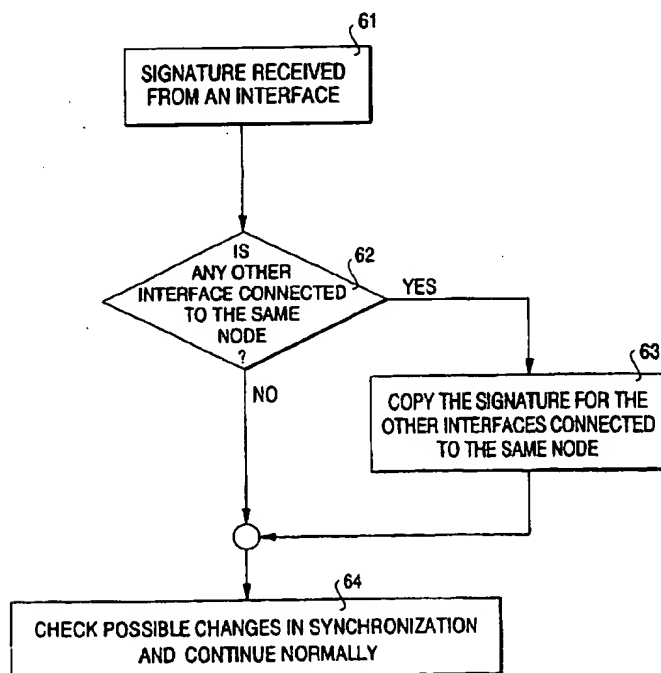 61
SIGNATURE RECEIVED
FROM AN INTERFACE
62
IS
ANY OTHER
INTERFACE CONNECTED
TO THE SAME
NODE
?
YES
NO
63
COPY THE SIGNATURE FOR THE
OTHER INTERFACES CONNECTED
TO THE SAME NODE
64
CHECK POSSIBLE CHANGES IN SYNCHRONIZATION
AND CONTINUE NORMALLY